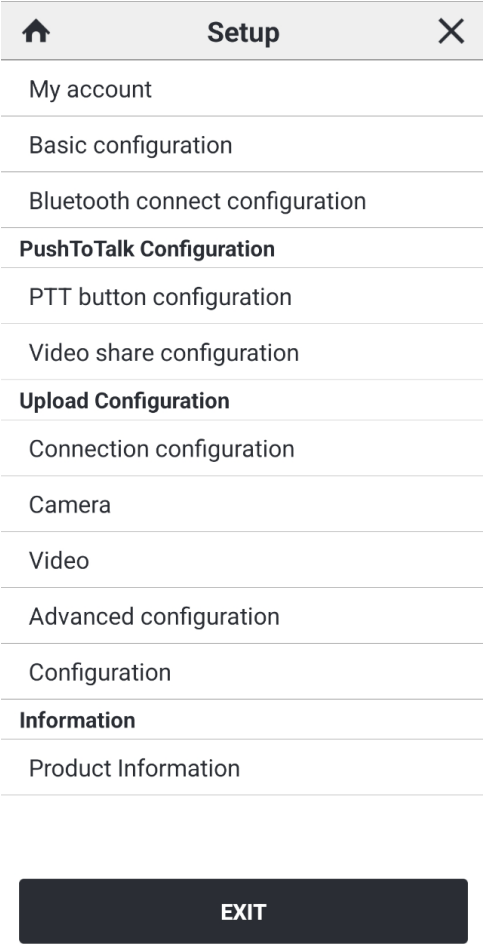 Setup
My account
Basic configuration
Bluetooth connect configuration
PushToTalk Configuration
PTT button configuration
Video share configuration
Upload Configuration
Connection configuration
Camera
Video
Advanced configuration
Configuration
Information
Product Information
EXIT